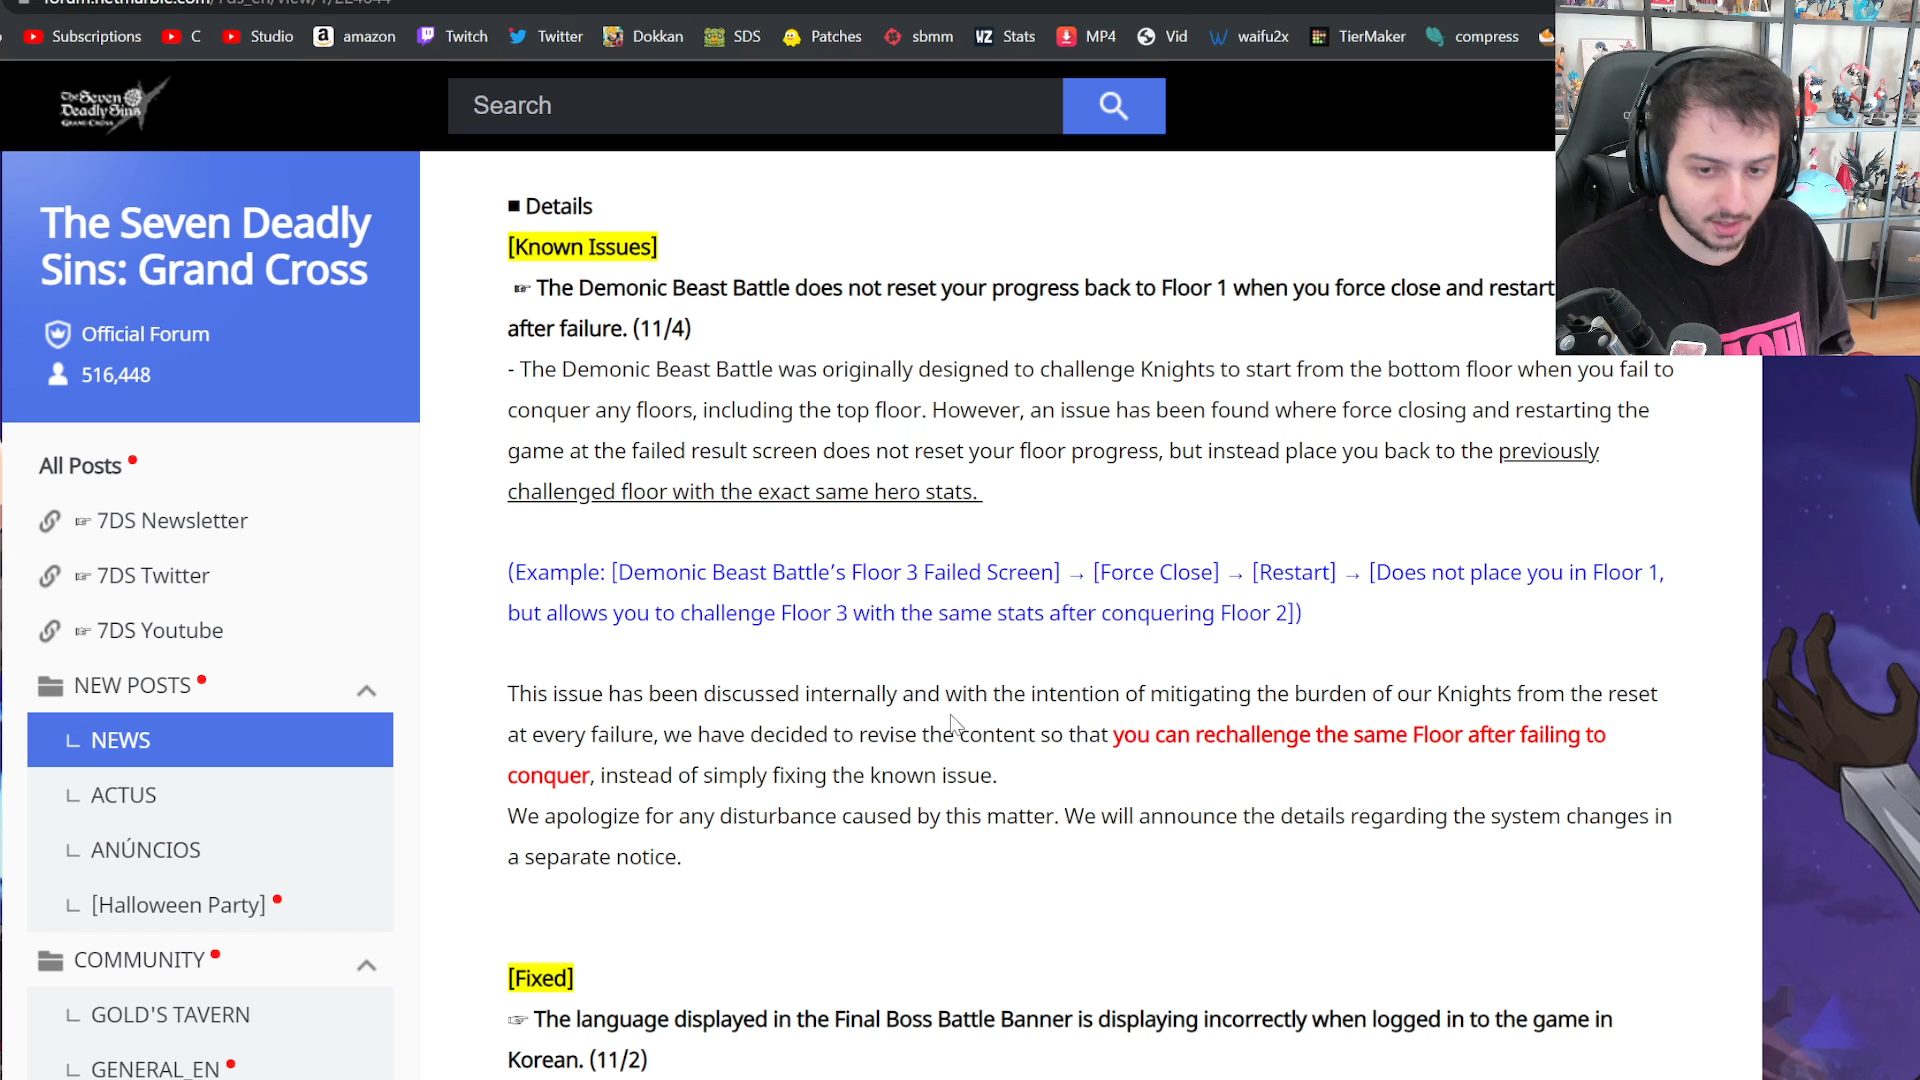 Subscriptions C Studio amazon Twitch Twitter Dokkan SDS Patches sbmm WZ Stats MP4 Vid waifu2x TierMaker compress
The Seven Deadly Sins Grand Cross
Search
The Seven Deadly
Sins: Grand Cross
Official Forum
516,448
All Posts
☞ 7DS Newsletter
☞ 7DS Twitter
☞ 7DS Youtube
NEW POSTS
NEWS
ACTUS
ANÚNCIOS
[Halloween Party]
COMMUNITY
GOLD'S TAVERN
GENERAL_EN
■ Details
[Known Issues]
☞ The Demonic Beast Battle does not reset your progress back to Floor 1 when you force close and restart
after failure. (11/4)
- The Demonic Beast Battle was originally designed to challenge Knights to start from the bottom floor when you fail to
conquer any floors, including the top floor. However, an issue has been found where force closing and restarting the
game at the failed result screen does not reset your floor progress, but instead place you back to the previously
challenged floor with the exact same hero stats.
(Example: [Demonic Beast Battle’s Floor 3 Failed Screen] → [Force Close] → [Restart] → [Does not place you in Floor 1,
but allows you to challenge Floor 3 with the same stats after conquering Floor 2])
This issue has been discussed internally and with the intention of mitigating the burden of our Knights from the reset
at every failure, we have decided to revise the content so that you can rechallenge the same Floor after failing to
conquer, instead of simply fixing the known issue.
We apologize for any disturbance caused by this matter. We will announce the details regarding the system changes in
a separate notice.
[Fixed]
☞ The language displayed in the Final Boss Battle Banner is displaying incorrectly when logged in to the game in
Korean. (11/2)